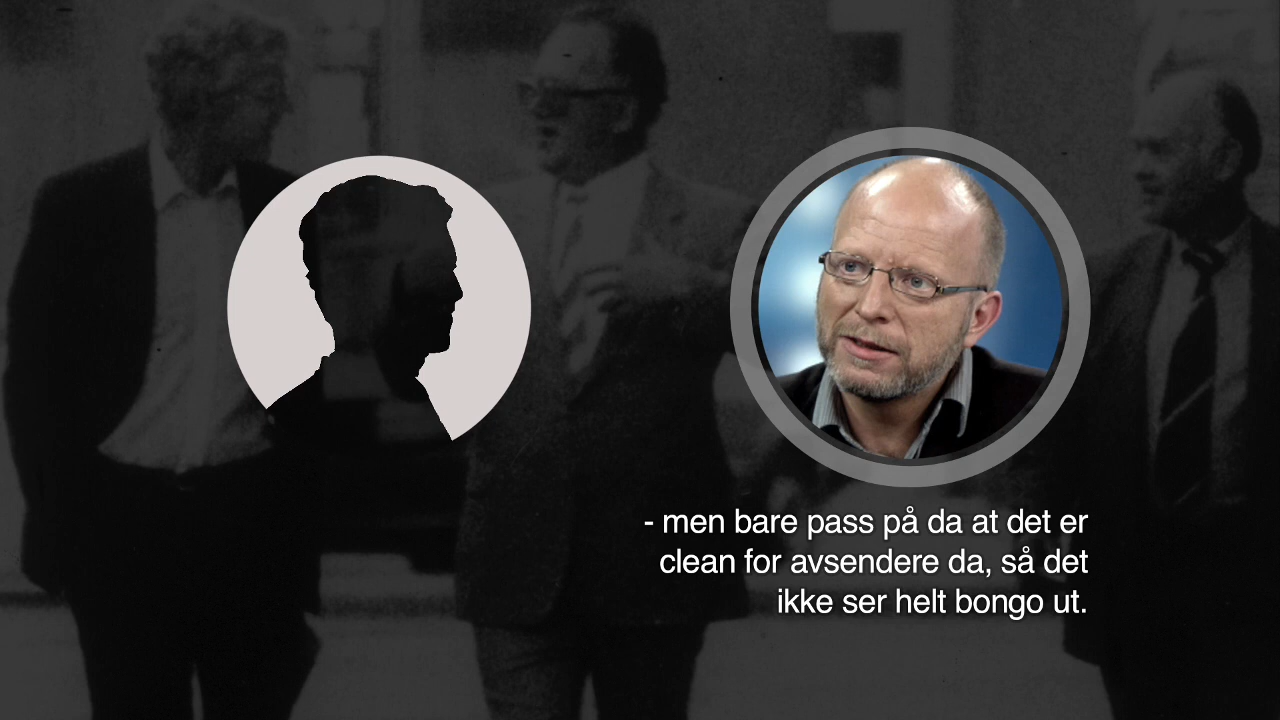 - men bare pass på da at det er
clean for avsendere da, så det
ikke ser helt bongo ut.